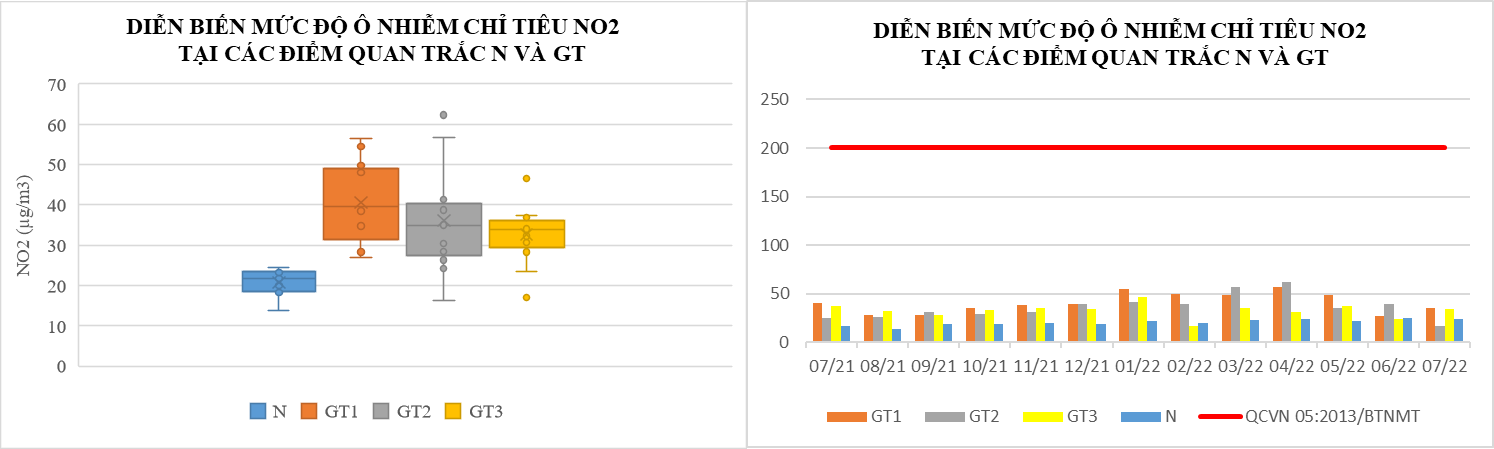 DIỄN BIẾN MỨC ĐỘ Ô NHIỄM CHỈ TIÊU NO2
TẠI CÁC ĐIỂM QUAN TRẮC N VÀ GT
70
60
50
40
30
20
10
0
NO2 (µg/m3)
N GT1 GT2 GT3
DIỄN BIẾN MỨC ĐỘ Ô NHIỄM CHỈ TIÊU NO2
TẠI CÁC ĐIỂM QUAN TRẮC N VÀ GT
250
200
150
100
50
0
07/21 08/21 09/21 10/21 11/21 12/21 01/22 02/22 03/22 04/22 05/22 06/22 07/22
GT1 GT2 GT3 N QCVN 05:2013/BTNMT